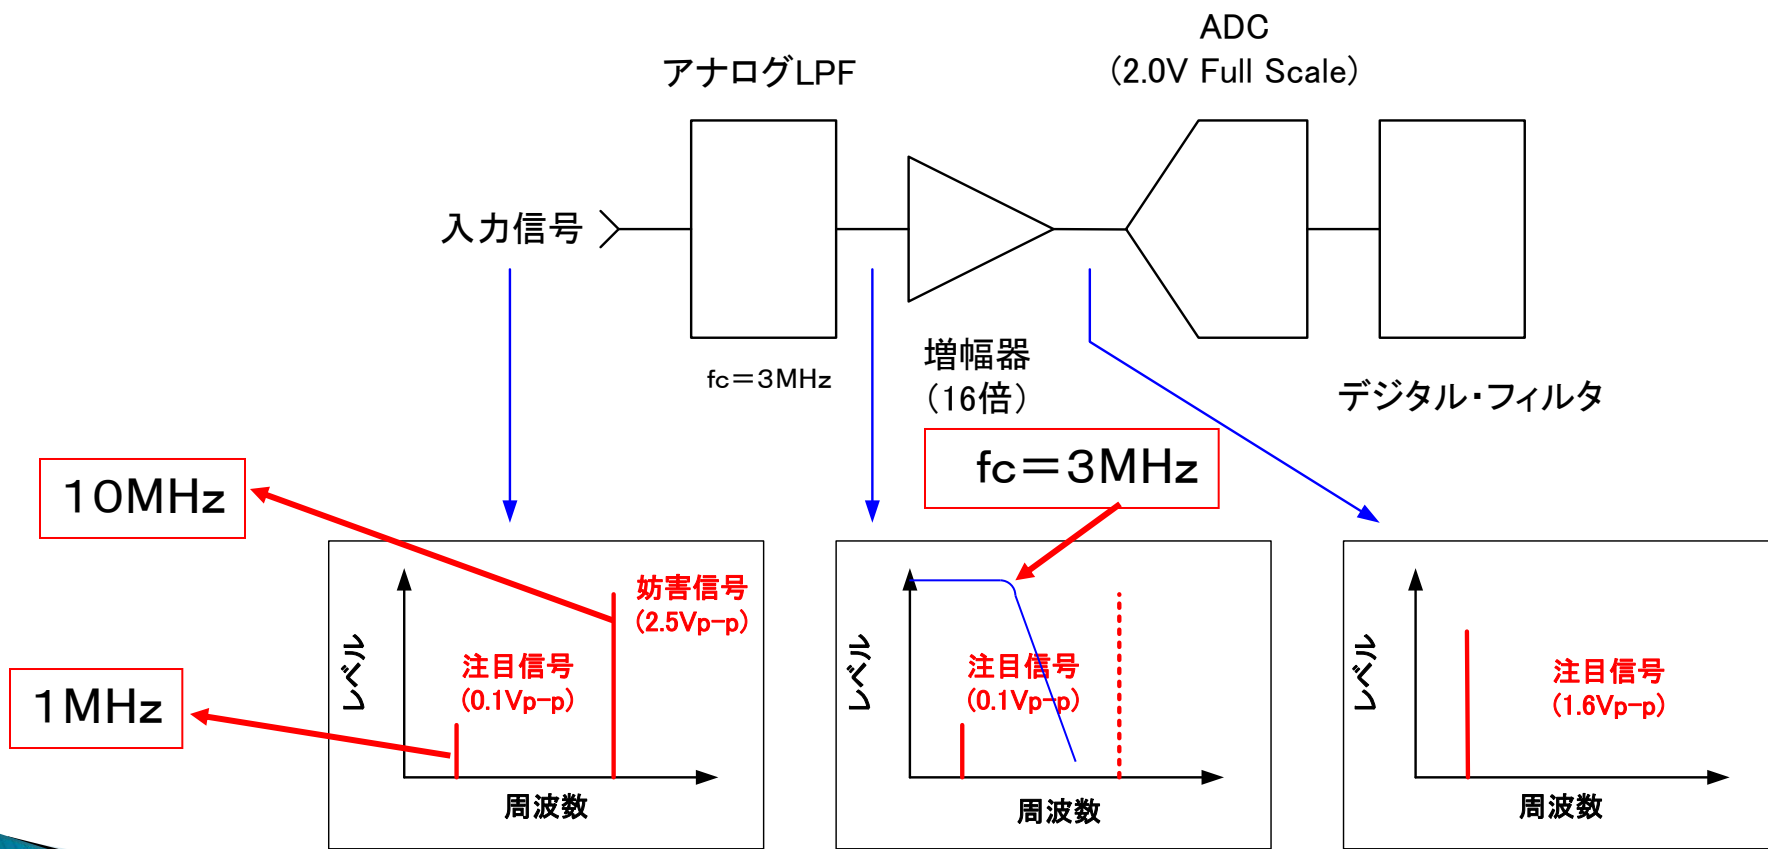 ADC
(2.0V Full Scale)
アナログLPF
入力信号
fc=3MHz
増幅器
(16倍)
デジタル・フィルタ
fc=3MHz
10MHz
1MHz
レベル
注目信号
(0.1Vp-p)
妨害信号
(2.5Vp-p)
周波数
レベル
注目信号
(0.1Vp-p)
周波数
レベル
注目信号
(1.6Vp-p)
周波数